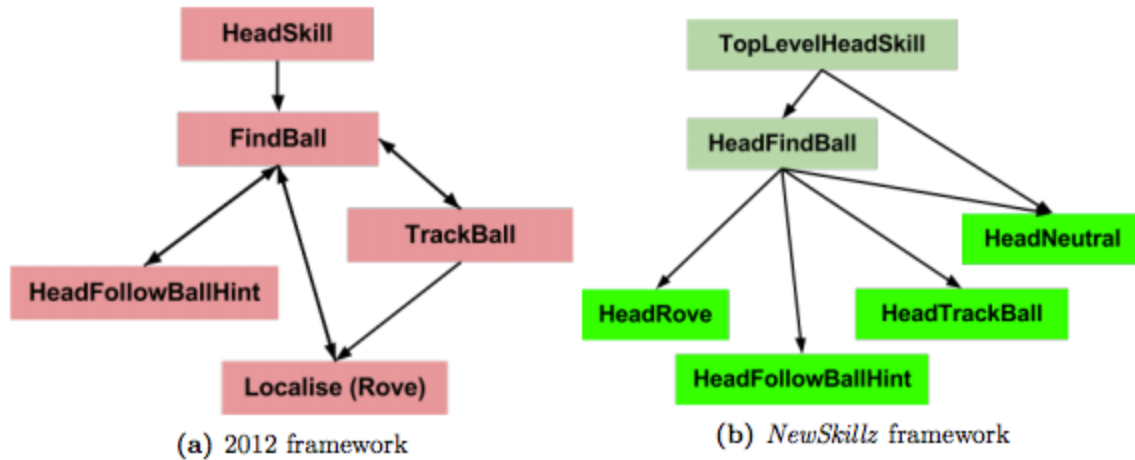 HeadSkill
FindBall
TrackBall
HeadFollowBallHint
Localise (Rove)
(a) 2012 framework
TopLevelHeadSkill
HeadFindBall
HeadNeutral
HeadRove
HeadTrackBall
HeadFollowBallHint
(b) NewSkillz framework